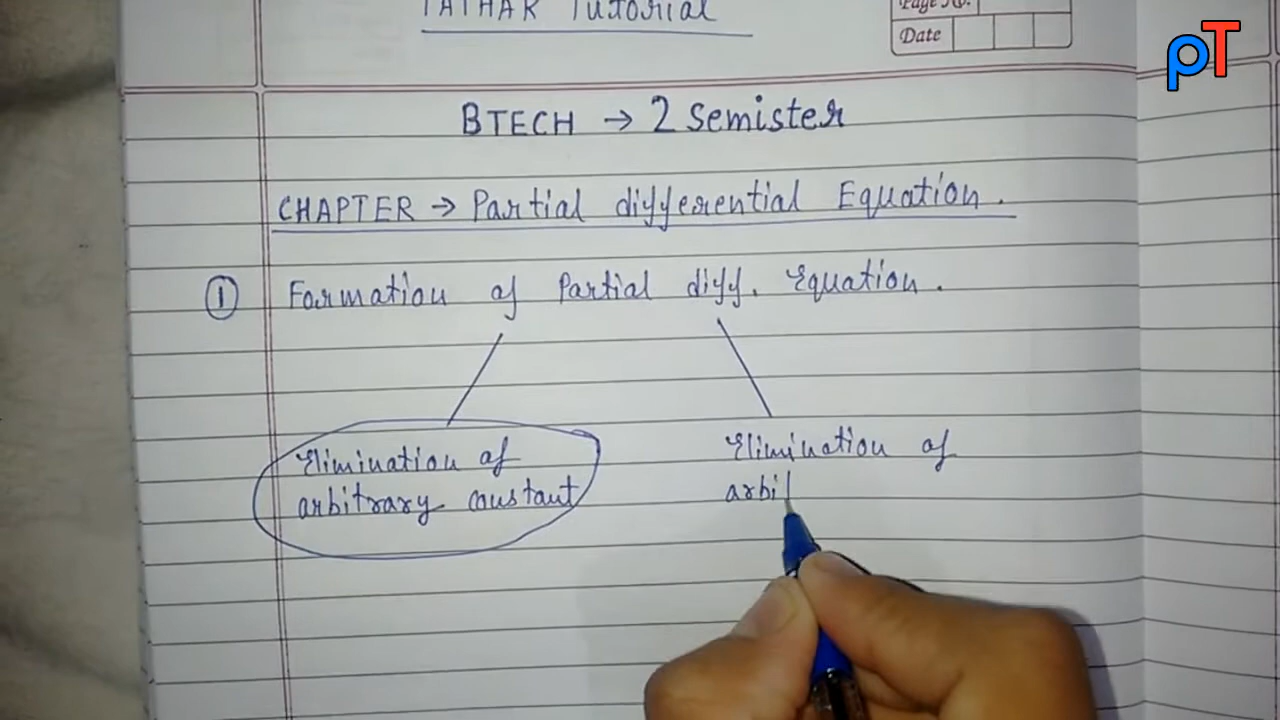 PATHAK Tutorial
Page No.
Date
PT
BTECH → 2 Semister
CHAPTER → Partial differential Equation.
① Formation of Partial diff. Equation.
Elimination of
arbitrary constant
Elimination of
arbit